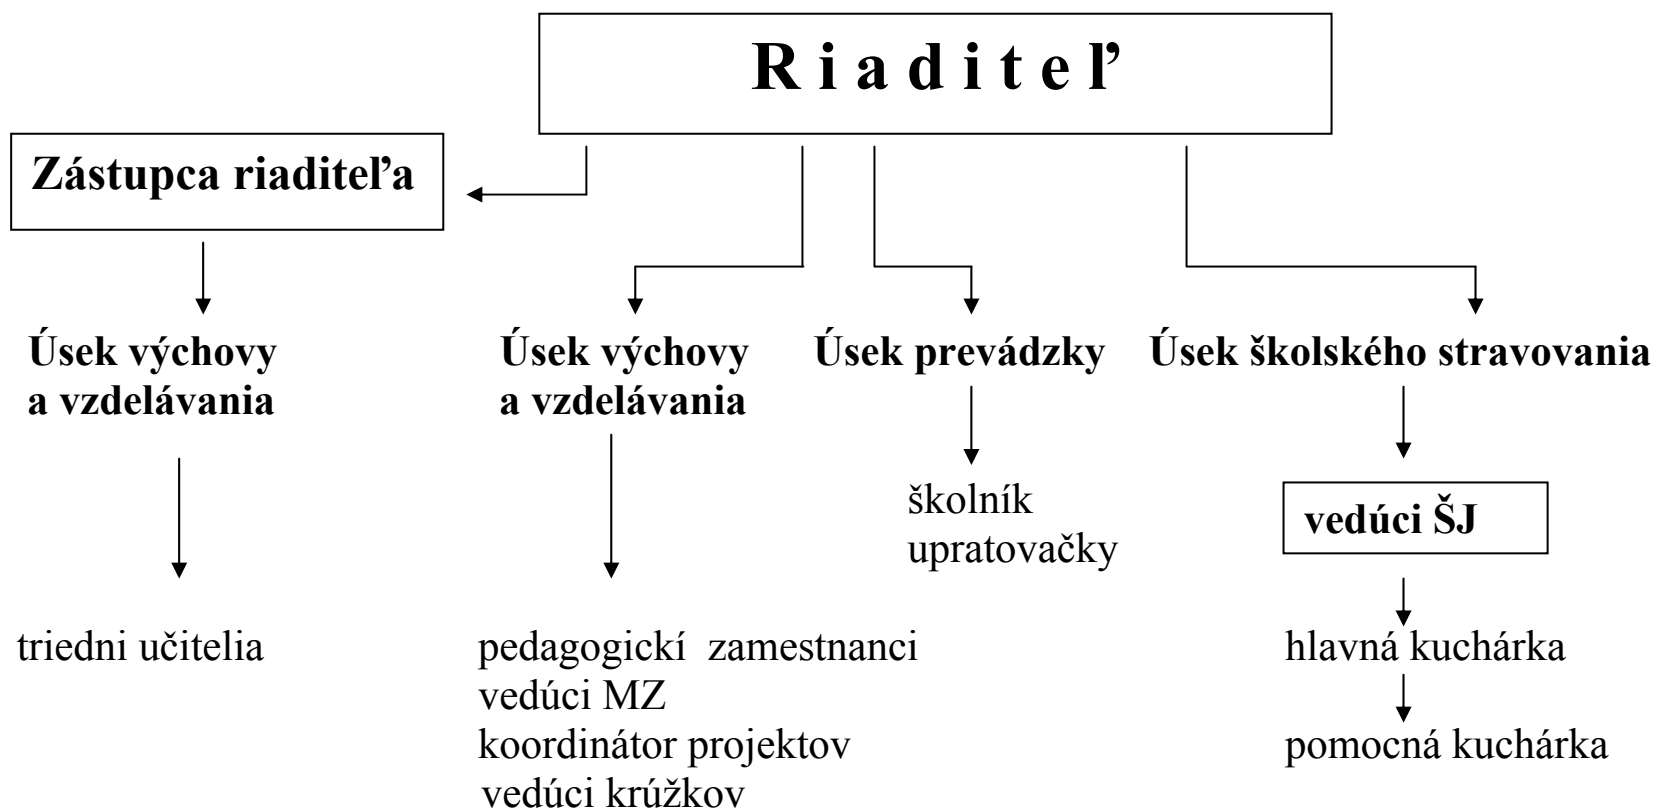 R i a d i t e ľ
Zástupca riaditeľa
Úsek výchovy
a vzdelávania
Úsek výchovy
a vzdelávania
Úsek prevádzky
Úsek školského stravovania
školník
upratovačky
vedúci ŠJ
triedni učitelia
pedagogickí zamestnanci
vedúci MZ
koordinátor projektov
vedúci krúžkov
hlavná kuchárka
pomocná kuchárka